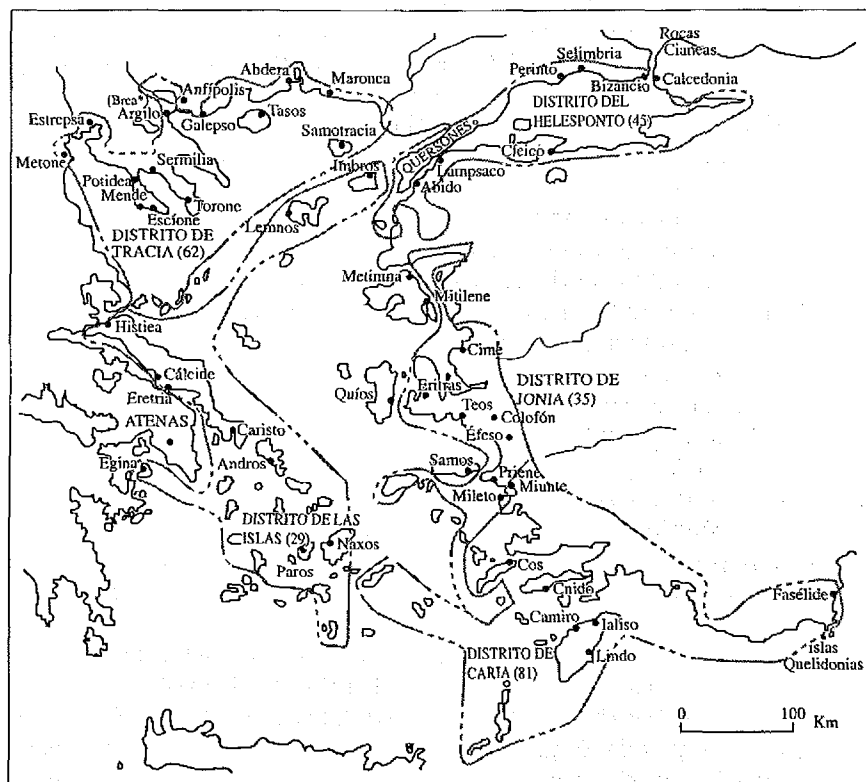 Rocas
Cianeas
Selimbria
Perinto
Bizancio
Calcedonia
Abdera
Maronea
Anfípolis
(Brea*)
Argilo
Galepso
Tasos
Estrepsa
DISTRITO DEL
HELESPONTO (45)
QUERSONESO
Samotracia
Cícico
Metone
Sermilia
Imbros
Lampsaco
Abido
Potidea
Mende
Escíone
Torone
Lemnos
DISTRITO DE
TRACIA (62)
Metimna
Mitilene
Histiea
Cime
Cálcide
Eretria
Quíos
Eritras
DISTRITO DE
JONIA (35)
Teos
Colofón
ATENAS
Caristo
Éfeso
Egina
Andros
Samos
Priene
Miunte
Mileto
DISTRITO DE LAS
ISLAS (29)
Naxos
Paros
Cos
Cnido
Fasélide
Camiro
Ialiso
islas
Quelidonias
DISTRITO DE
CARIA (81)
Lindo
0 100 Km